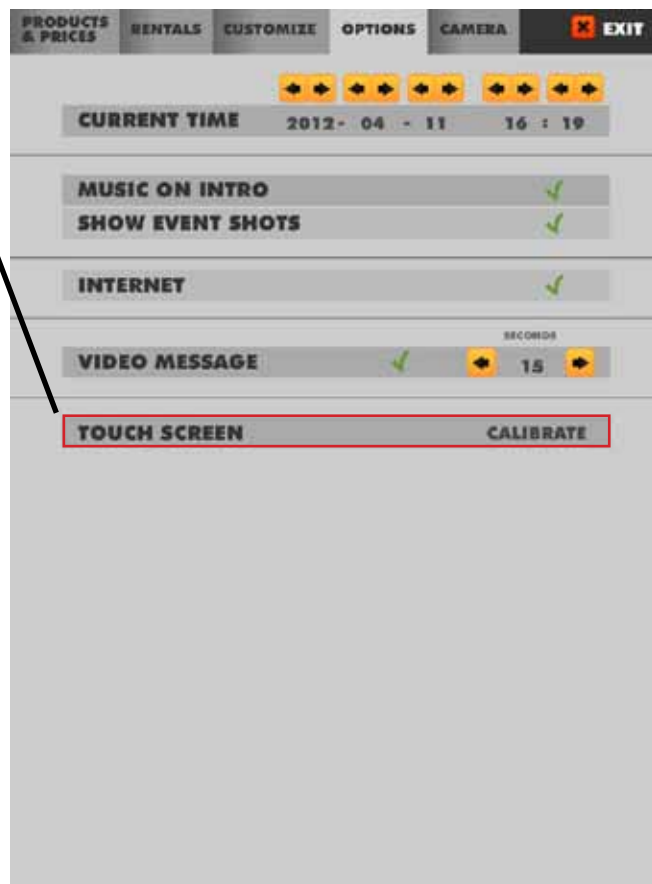 PRODUCTS & PRICES RENTALS CUSTOMIZE OPTIONS CAMERA X EXIT
CURRENT TIME 2012- 04 - 11 16 : 19
MUSIC ON INTRO
SHOW EVENT SHOTS
INTERNET
SECONDS
VIDEO MESSAGE 15
TOUCH SCREEN CALIBRATE